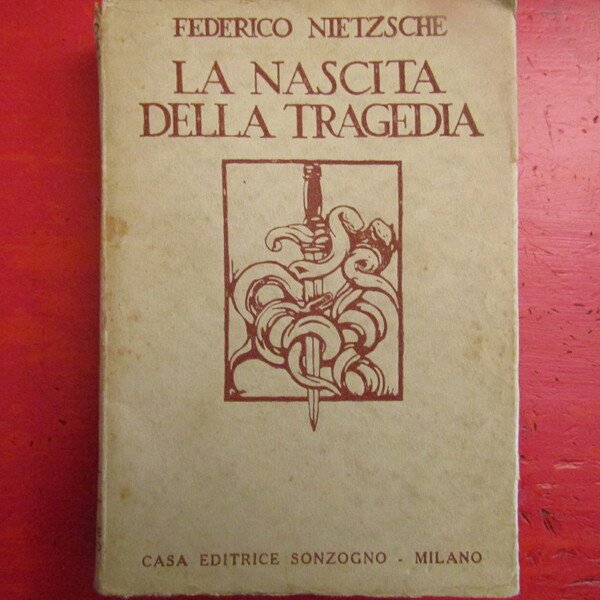 FEDERICO NIETZSCHE
LA NASCITA
DELLA TRAGEDIA
CASA EDITRICE SONZOGNO - MILANO